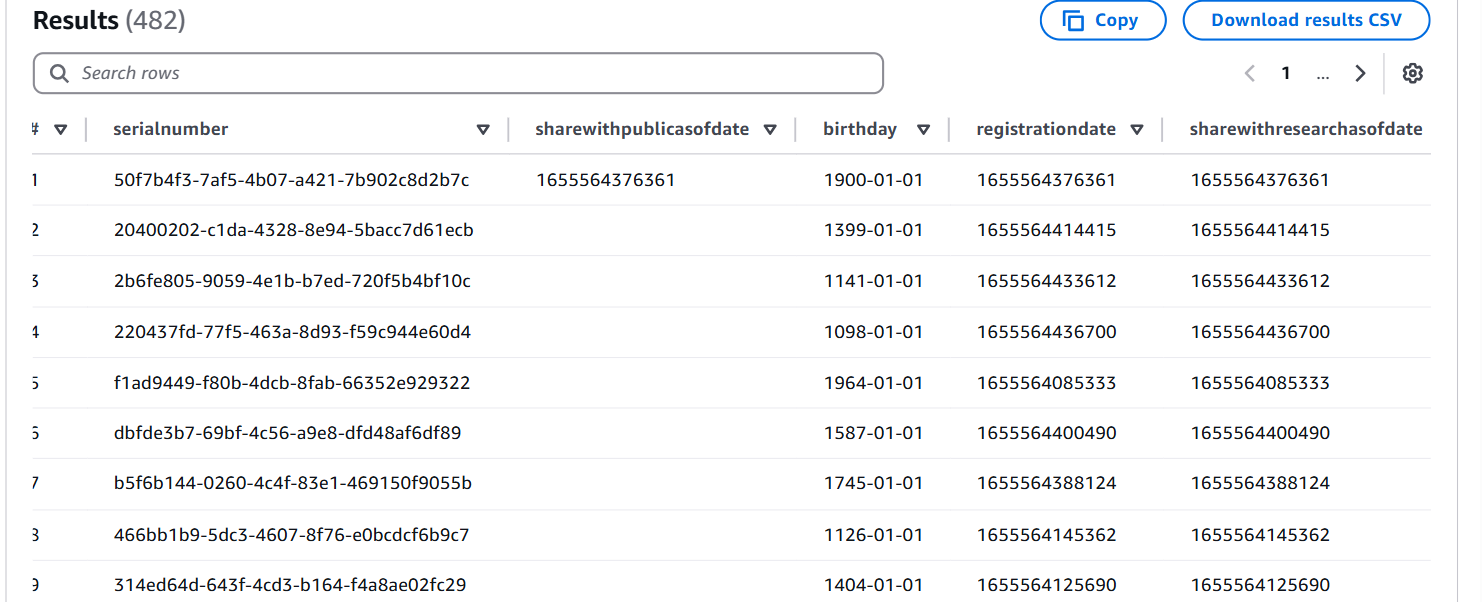 Results (482)
Copy
Download results CSV
Search rows
1 ...
# serialnumber sharewithpublicasofdate birthday registrationdate sharewithresearchasofdate
1 50f7b4f3-7af5-4b07-a421-7b902c8d2b7c 1655564376361 1900-01-01 1655564376361 1655564376361
2 20400202-c1da-4328-8e94-5bacc7d61ecb 1399-01-01 1655564414415 1655564414415
3 2b6fe805-9059-4e1b-b7ed-720f5b4bf10c 1141-01-01 1655564433612 1655564433612
4 220437fd-77f5-463a-8d93-f59c944e60d4 1098-01-01 1655564436700 1655564436700
5 f1ad9449-f80b-4dcb-8fab-66352e929322 1964-01-01 1655564085333 1655564085333
6 dbfde3b7-69bf-4c56-a9e8-dfd48af6df89 1587-01-01 1655564400490 1655564400490
7 b5f6b144-0260-4c4f-83e1-469150f9055b 1745-01-01 1655564388124 1655564388124
8 466bb1b9-5dc3-4607-8f76-e0bcdcf6b9c7 1126-01-01 1655564145362 1655564145362
9 314ed64d-643f-4cd3-b164-f4a8ae02fc29 1404-01-01 1655564125690 1655564125690